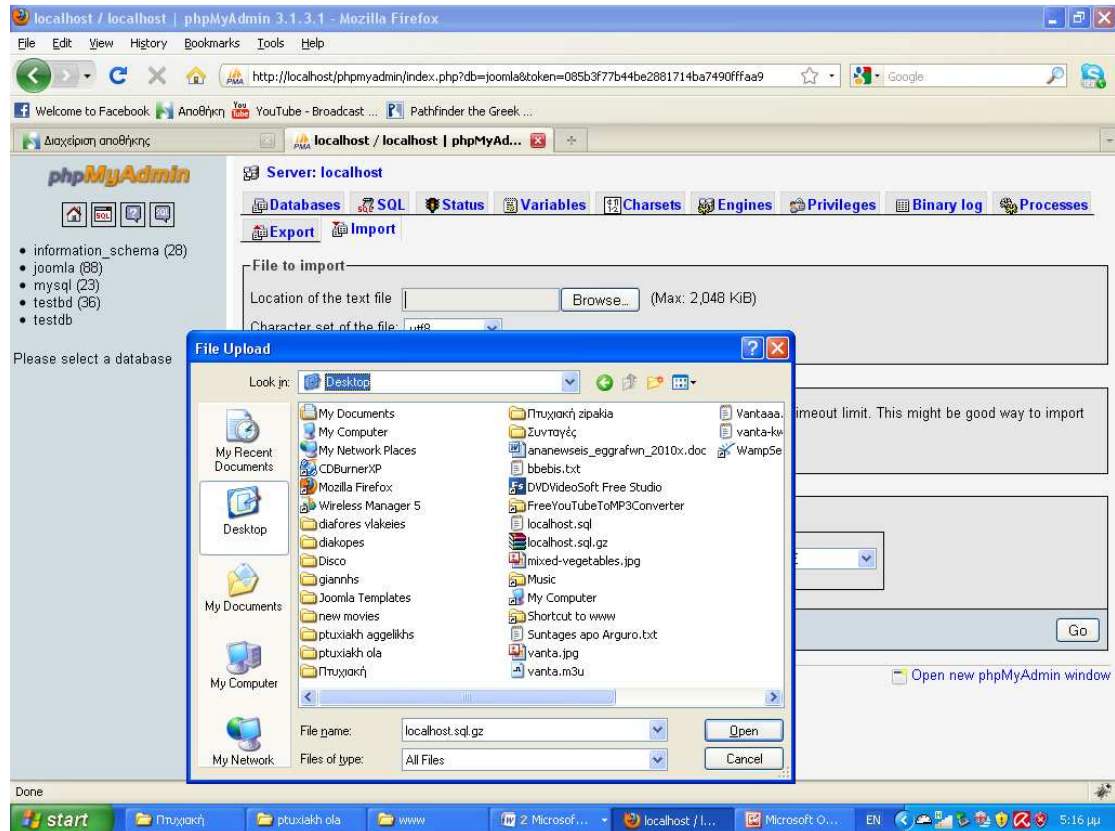 localhost / localhost | phpMyAdmin 3.1.3.1 - Mozilla Firefox
File Edit View History Bookmarks Tools Help
PMA http://localhost/phpmyadmin/index.php?db=joomla&token=085b3f77b44be2881714ba7490fffaa9 Google
Welcome to Facebook Αποθήκη YouTube - Broadcast ... Pathfinder the Greek ...
Διαχείριση αποθήκης localhost / localhost | phpMyAd...
phpMyAdmin
SQL
information_schema (28)
joomla (88)
mysql (23)
testbd (36)
testdb
Please select a database
Server: localhost
Databases SQL Status Variables Charsets Engines Privileges Binary log Processes
Export Import
File to import
Location of the text file Browse... (Max: 2,048 KiB)
Character set of the file: utf8
imeout limit. This might be good way to import
Go
Open new phpMyAdmin window
File Upload
Look in: Desktop
My Recent Documents
Desktop
My Documents
My Computer
My Network
My Documents
My Computer
My Network Places
CDBurnerXP
Mozilla Firefox
Wireless Manager 5
diafores vlakeies
diakopes
Disco
giannhs
Joomla Templates
new movies
ptuxiakh aggelikhs
ptuxiakh ola
Πτυχιακή
Πτυχιακή zipakia
Συνταγές
ananewseis_eggrafwn_2010x.doc
bbebis.txt
DVDVideoSoft Free Studio
FreeYouTubeToMP3Converter
localhost.sql
localhost.sql.gz
mixed-vegetables.jpg
Music
My Computer
Shortcut to www
Suntages apo Arguro.txt
vanta.jpg
vanta.m3u
Vantaaa.
vanta-kw
WampSe
File name: localhost.sql.gz Open
Files of type: All Files Cancel
Done
start Πτυχιακή ptuxiakh ola www 2 Microsof... localhost / l... Microsoft O... EN 5:16 μμ